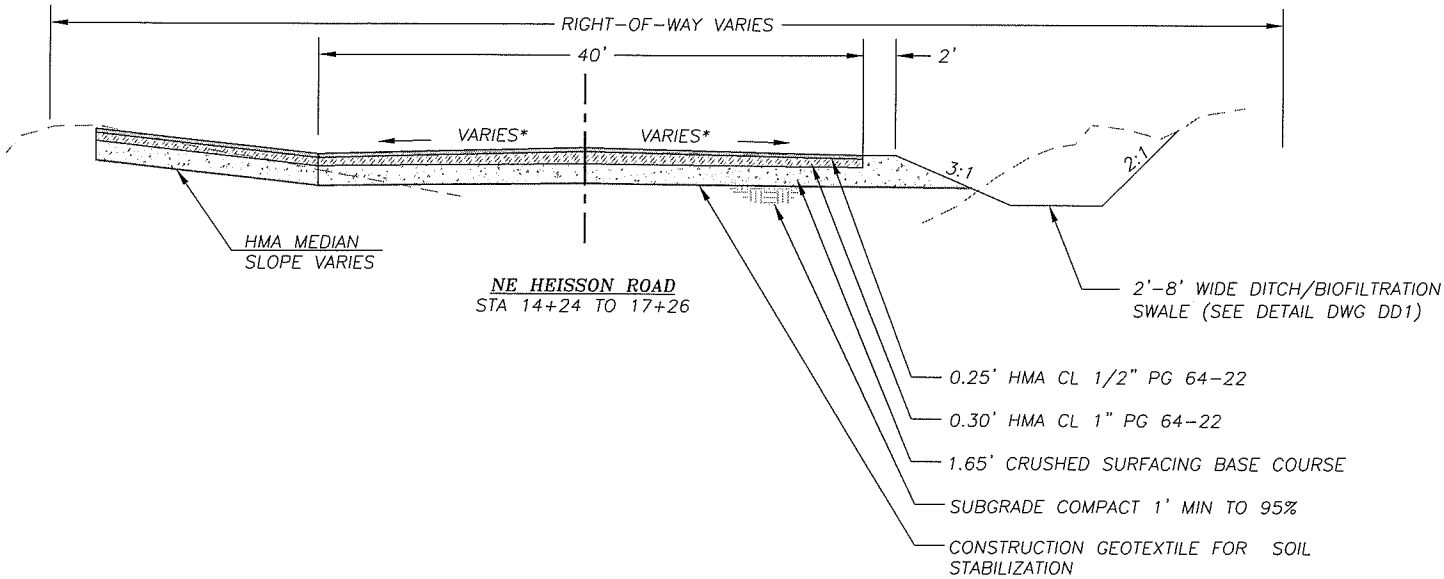 RIGHT-OF-WAY VARIES
40'
2'
VARIES*
VARIES*
3:1
2:1
HMA MEDIAN
SLOPE VARIES
NE HEISSON ROAD
STA 14+24 TO 17+26
2'-8' WIDE DITCH/BIOFILTRATION
SWALE (SEE DETAIL DWG DD1)
0.25' HMA CL 1/2" PG 64-22
0.30' HMA CL 1" PG 64-22
1.65' CRUSHED SURFACING BASE COURSE
SUBGRADE COMPACT 1' MIN TO 95%
CONSTRUCTION GEOTEXTILE FOR SOIL
STABILIZATION